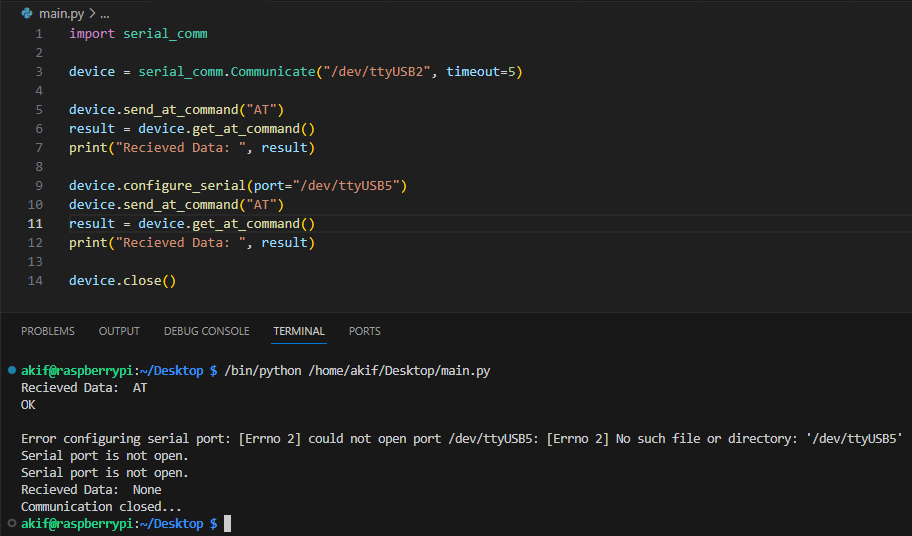 main.py > ...
1 import serial_comm
2
3 device = serial_comm.Communicate("/dev/ttyUSB2", timeout=5)
4
5 device.send_at_command("AT")
6 result = device.get_at_command()
7 print("Recieved Data: ", result)
8
9 device.configure_serial(port="/dev/ttyUSB5")
10 device.send_at_command("AT")
11 result = device.get_at_command()
12 print("Recieved Data: ", result)
13
14 device.close()
PROBLEMS OUTPUT DEBUG CONSOLE TERMINAL PORTS
akif@raspberrypi:~/Desktop $ /bin/python /home/akif/Desktop/main.py
Recieved Data:  AT
OK
Error configuring serial port: [Errno 2] could not open port /dev/ttyUSB5: [Errno 2] No such file or directory: '/dev/ttyUSB5'
Serial port is not open.
Serial port is not open.
Recieved Data:  None
Communication closed...
akif@raspberrypi:~/Desktop $